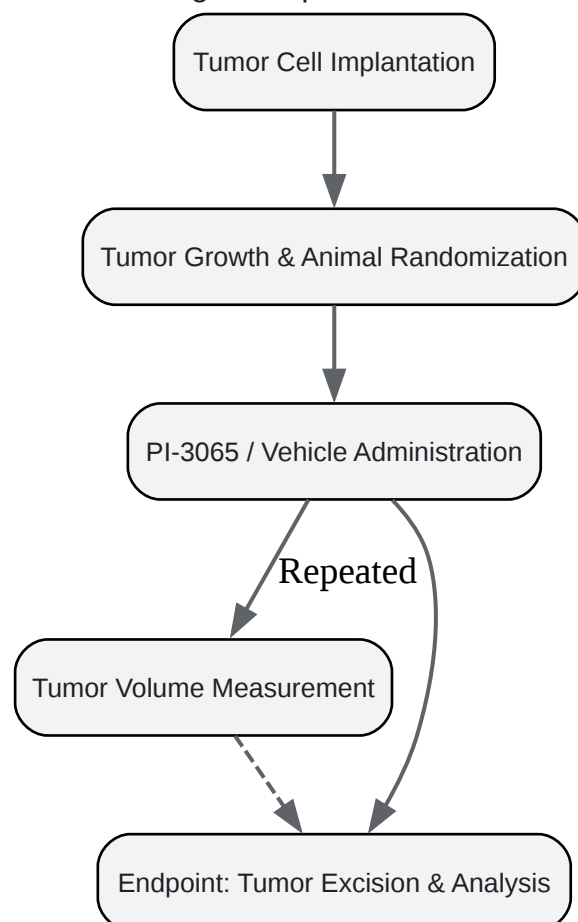 Tumor Cell Implantation
Tumor Growth & Animal Randomization
PI-3065 / Vehicle Administration
Repeated
Tumor Volume Measurement
Endpoint: Tumor Excision & Analysis